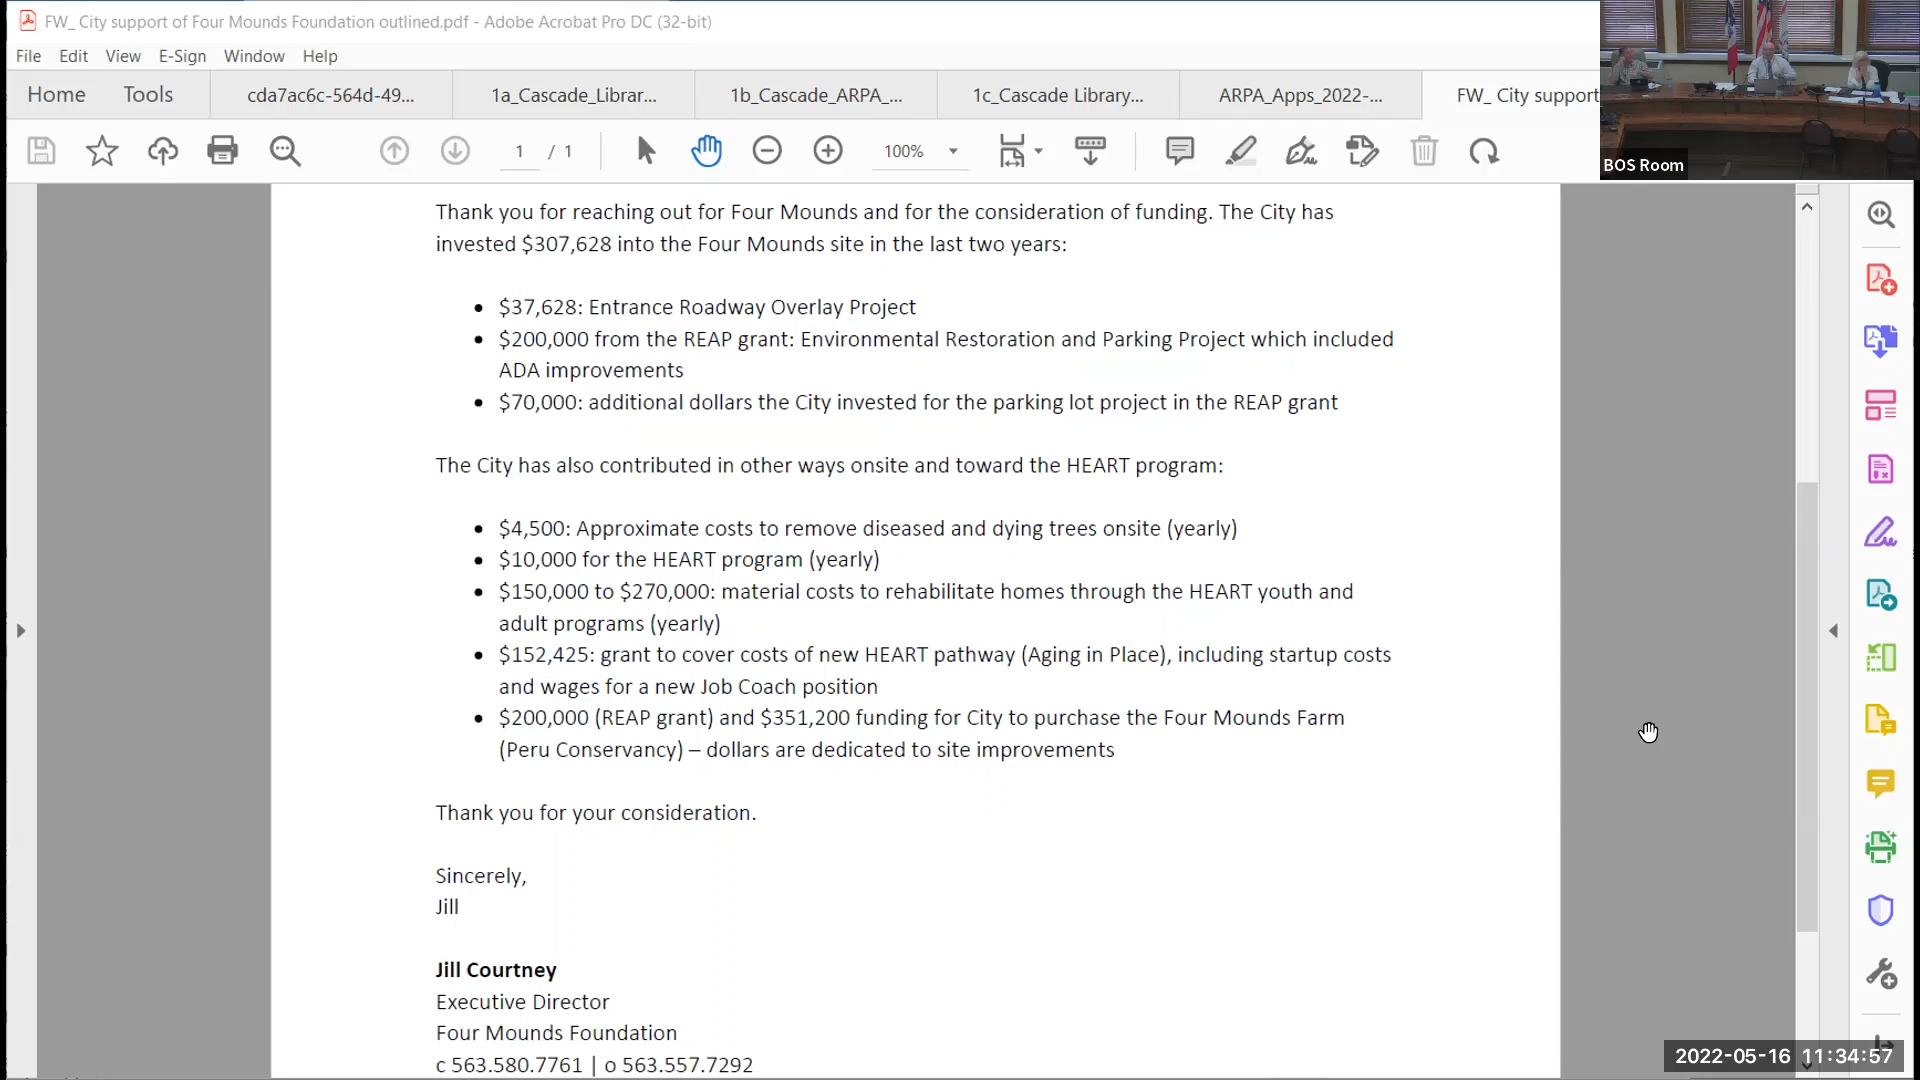 FW_ City support of Four Mounds Foundation outlined.pdf - Adobe Acrobat Pro DC (32-bit)
File Edit View E-Sign Window Help
Home Tools cda7ac6c-564d-49... 1a_Cascade_Librar... 1b_Cascade_ARPA_... 1c_Cascade Library... ARPA_Apps_2022-... FW_ City support
1 / 1 100%
BOS Room
Thank you for reaching out for Four Mounds and for the consideration of funding. The City has
invested $307,628 into the Four Mounds site in the last two years:
• $37,628: Entrance Roadway Overlay Project
• $200,000 from the REAP grant: Environmental Restoration and Parking Project which included
ADA improvements
• $70,000: additional dollars the City invested for the parking lot project in the REAP grant
The City has also contributed in other ways onsite and toward the HEART program:
• $4,500: Approximate costs to remove diseased and dying trees onsite (yearly)
• $10,000 for the HEART program (yearly)
• $150,000 to $270,000: material costs to rehabilitate homes through the HEART youth and
adult programs (yearly)
• $152,425: grant to cover costs of new HEART pathway (Aging in Place), including startup costs
and wages for a new Job Coach position
• $200,000 (REAP grant) and $351,200 funding for City to purchase the Four Mounds Farm
(Peru Conservancy) – dollars are dedicated to site improvements
Thank you for your consideration.
Sincerely,
Jill
Jill Courtney
Executive Director
Four Mounds Foundation
c 563.580.7761 | o 563.557.7292
2022-05-16 11:34:57